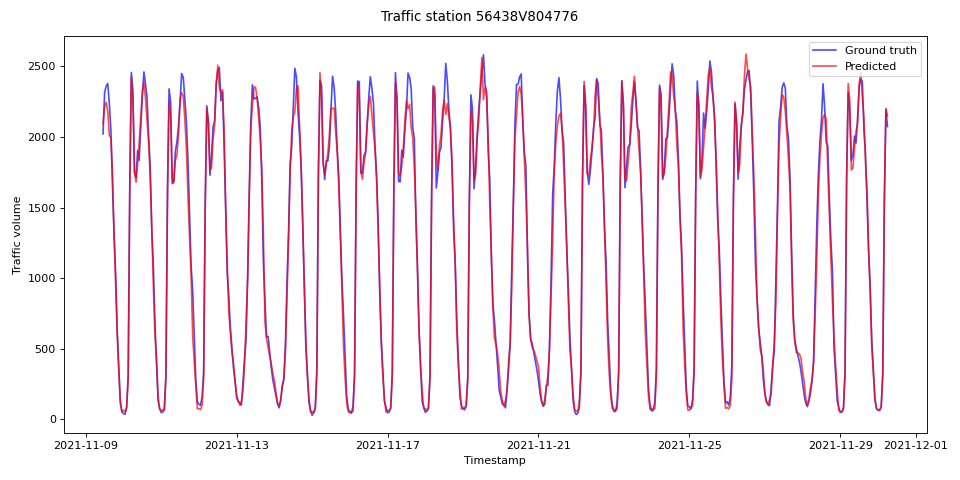 Traffic station 56438V804776
Ground truth
Predicted
2500
2000
1500
1000
500
0
Traffic volume
2021-11-09
2021-11-13
2021-11-17
2021-11-21
2021-11-25
2021-11-29
2021-12-01
Timestamp